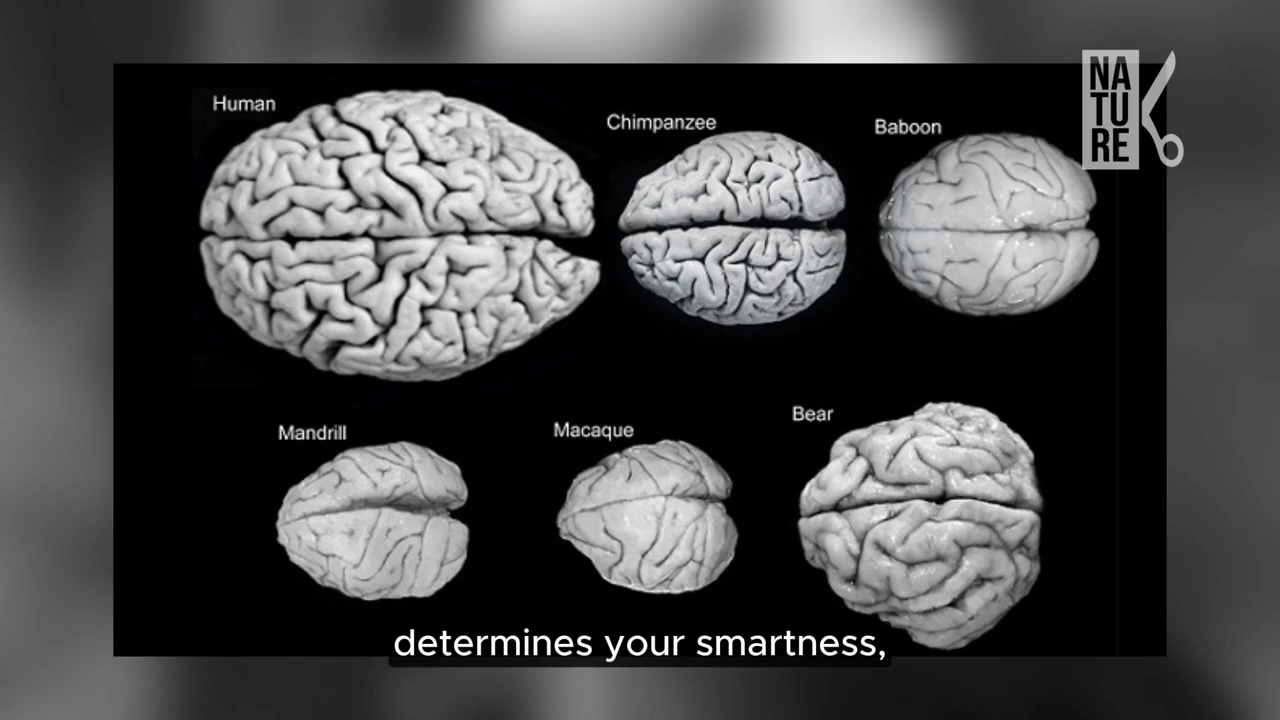 Human
Chimpanzee
Baboon
NA
TU
RE
Mandrill
Macaque
Bear
determines your smartness,